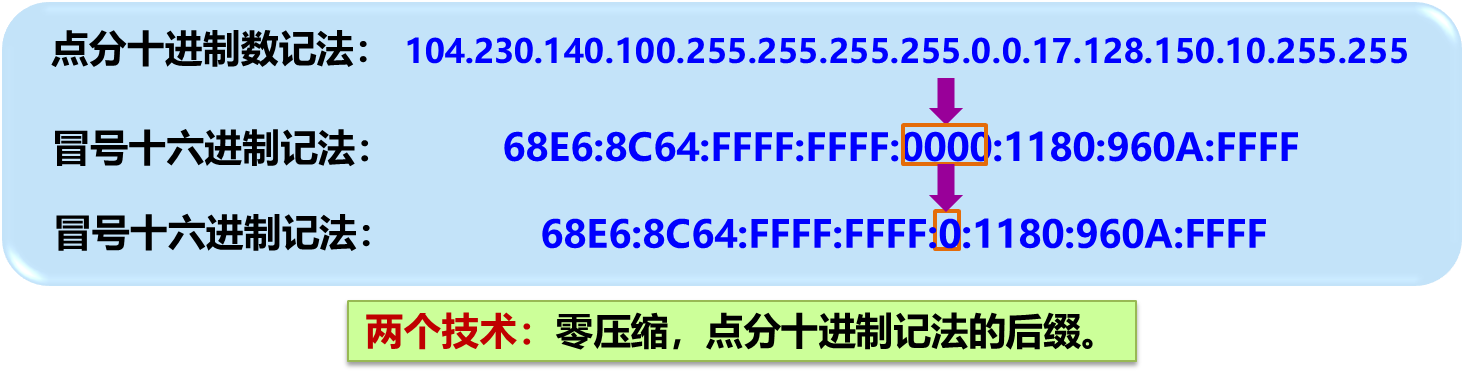 点分十进制数记法： 104.230.140.100.255.255.255.255.0.0.17.128.150.10.255.255
冒号十六进制记法： 68E6:8C64:FFFF:FFFF:0000:1180:960A:FFFF
冒号十六进制记法： 68E6:8C64:FFFF:FFFF:0:1180:960A:FFFF
两个技术：零压缩，点分十进制记法的后缀。